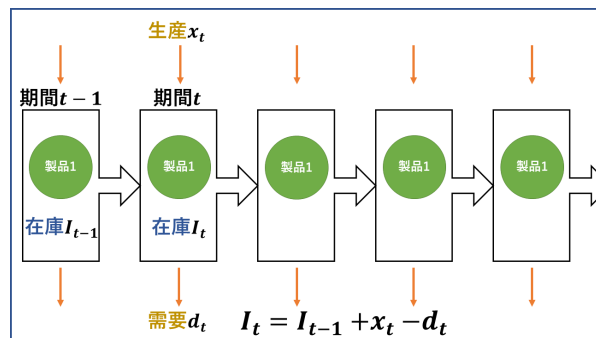 生産x_t
期間t − 1
期間t
製品1
製品1
製品1
製品1
製品1
在庫I_{t−1}
在庫I_t
需要d_t
I_t = I_{t−1} + x_t − d_t